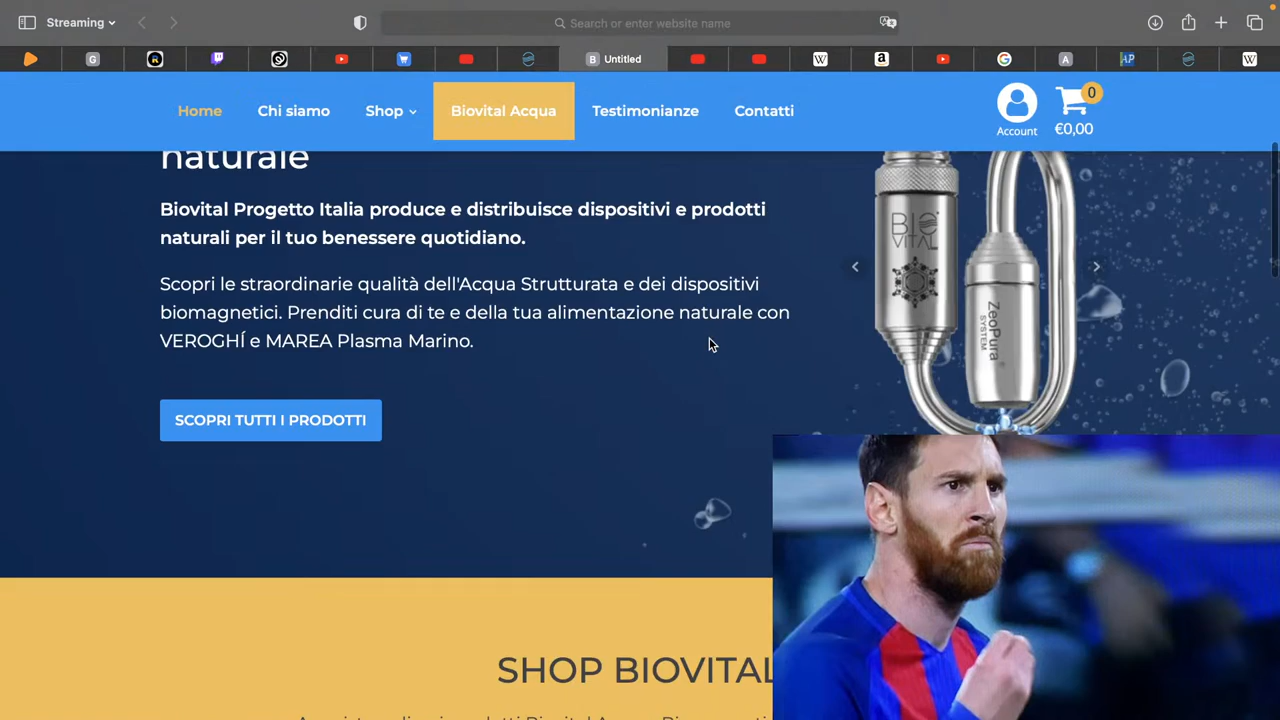 Streaming
Search or enter website name
Untitled
Home
Chi siamo
Shop
Biovital Acqua
Testimonianze
Contatti
Account
0
€0,00
naturale
Biovital Progetto Italia produce e distribuisce dispositivi e prodotti
naturali per il tuo benessere quotidiano.
Scopri le straordinarie qualità dell'Acqua Strutturata e dei dispositivi
biomagnetici. Prenditi cura di te e della tua alimentazione naturale con
VEROGHÍ e MAREA Plasma Marino.
SCOPRI TUTTI I PRODOTTI
BIO
VITAL
ZeoPura
SYSTEM
SHOP BIOVITAL